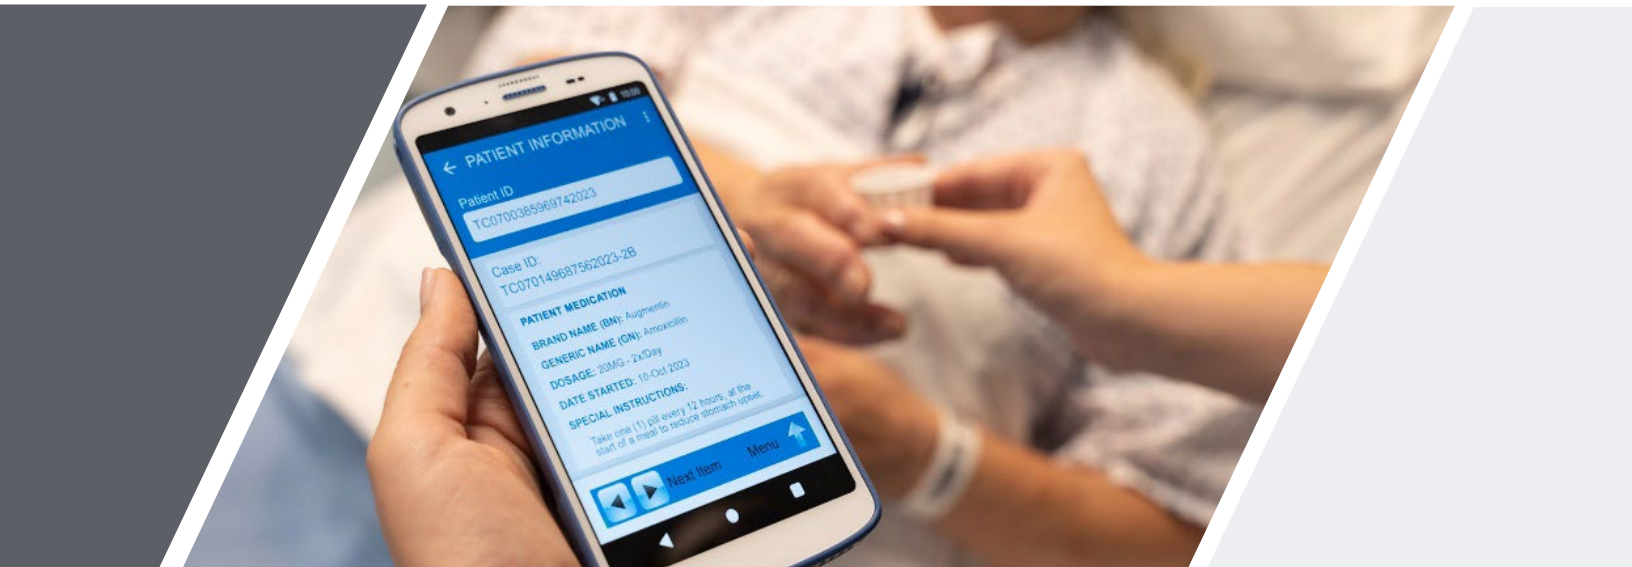 10:00
PATIENT INFORMATION
Patient ID
TC0700385969742023
Case ID:
TC070149687562023-2B
PATIENT MEDICATION
BRAND NAME (BN): Augmentin
GENERIC NAME (GN): Amoxicillin
DOSAGE: 20MG - 2x/Day
DATE STARTED: 10-Oct 2023
SPECIAL INSTRUCTIONS:
Take one (1) pill every 12 hours, at the
start of a meal to reduce stomach upset.
Next Item Menu